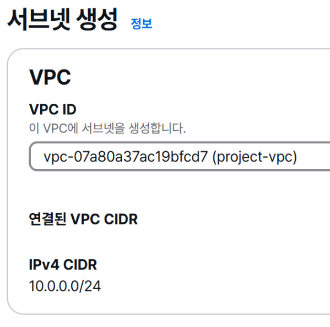 서브넷 생성 정보
VPC
VPC ID
이 VPC에 서브넷을 생성합니다.
vpc-07a80a37ac19bfcd7 (project-vpc)
연결된 VPC CIDR
IPv4 CIDR
10.0.0.0/24